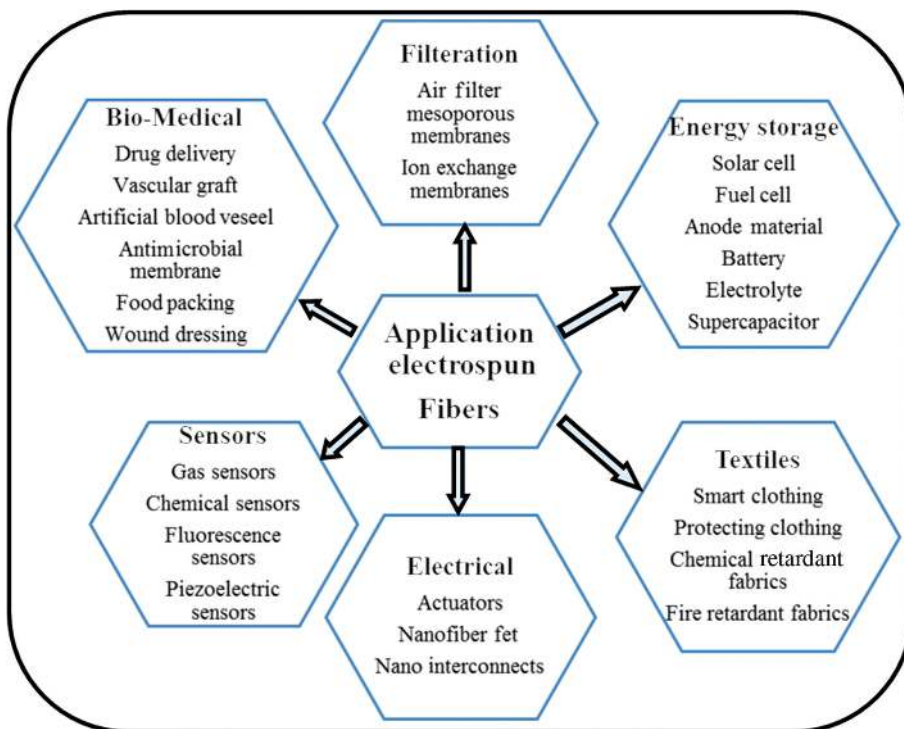 Filteration
Air filter
mesoporous
membranes
Ion exchange
membranes
Bio-Medical
Drug delivery
Vascular graft
Artificial blood veseel
Antimicrobial
membrane
Food packing
Wound dressing
Energy storage
Solar cell
Fuel cell
Anode material
Battery
Electrolyte
Supercapacitor
Application
electrospun
Fibers
Sensors
Gas sensors
Chemical sensors
Fluorescence
sensors
Piezoelectric
sensors
Electrical
Actuators
Nanofiber fet
Nano interconnects
Textiles
Smart clothing
Protecting clothing
Chemical retardant
fabrics
Fire retardant fabrics